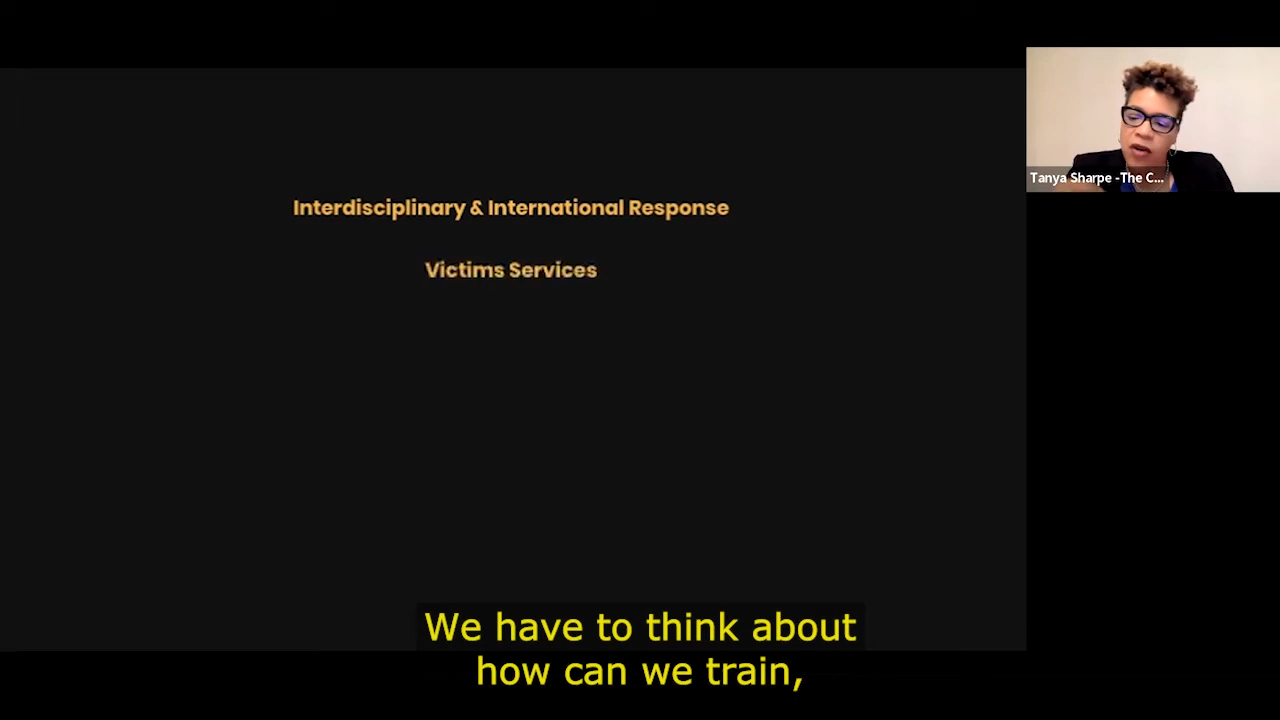 Tanya Sharpe -The C...
Interdisciplinary & International Response
Victims Services
We have to think about
how can we train,